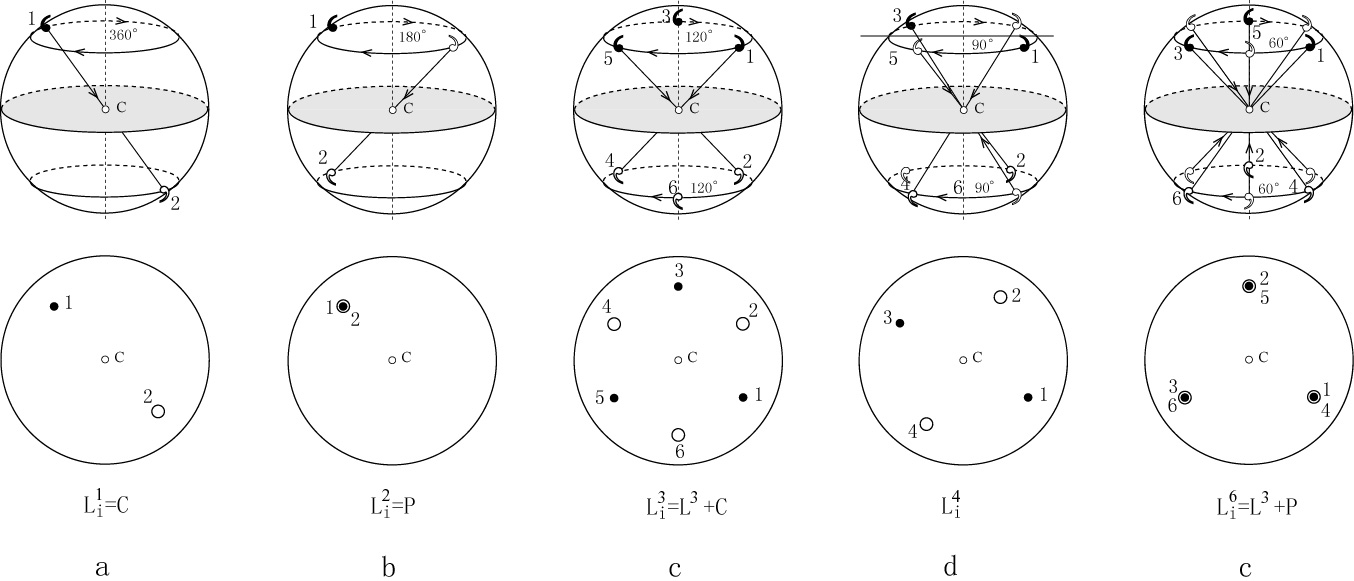 1 360° C 2
1 180° C 2
3 120° 5 1 C 4 2 6 120°
3 90° 5 1 C 2 4 6 90°
5 60° 3 1 C 2 6 60° 4
1 C 2
1 2 C
3 4 2 C 5 1 6
2 3 C 1 4
2 5 C 3 6 1 4
L¹ᵢ=C
L²ᵢ=P
L³ᵢ=L³+C
L⁴ᵢ
L⁶ᵢ=L³+P
a
b
c
d
c